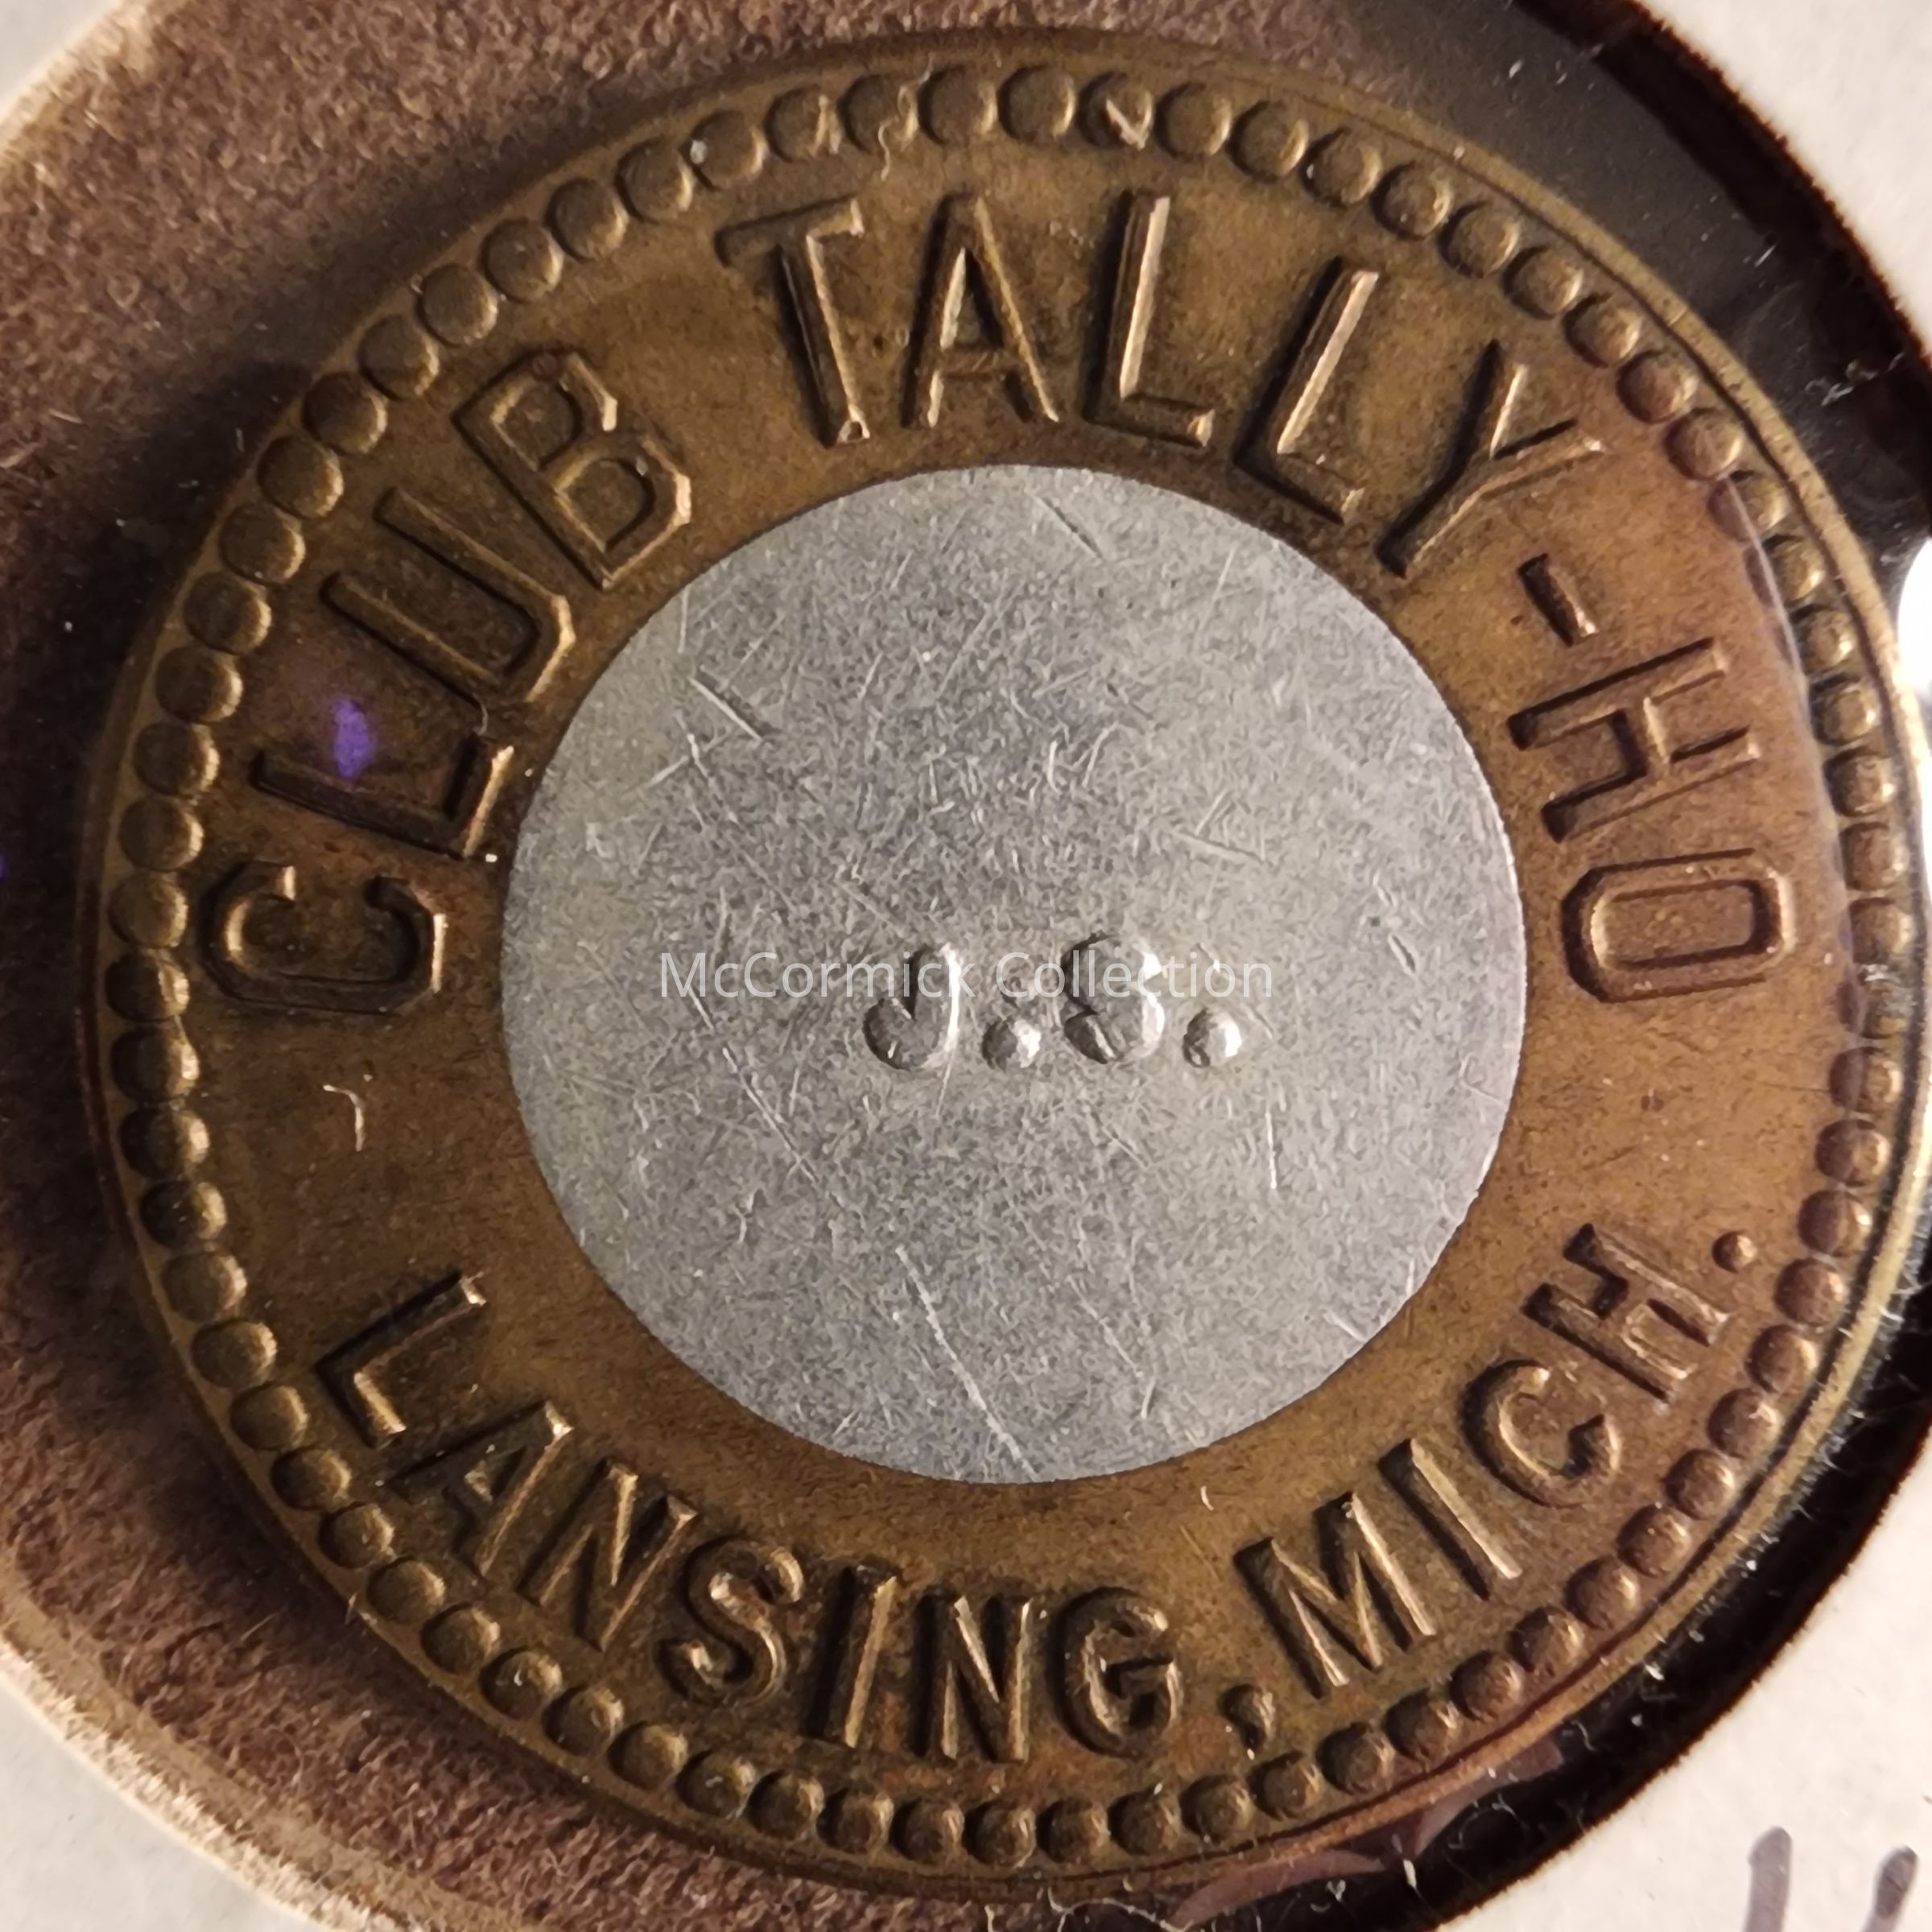 CLUB TALLY-HO
J.S.
McCormick Collection
LANSING, MICH.